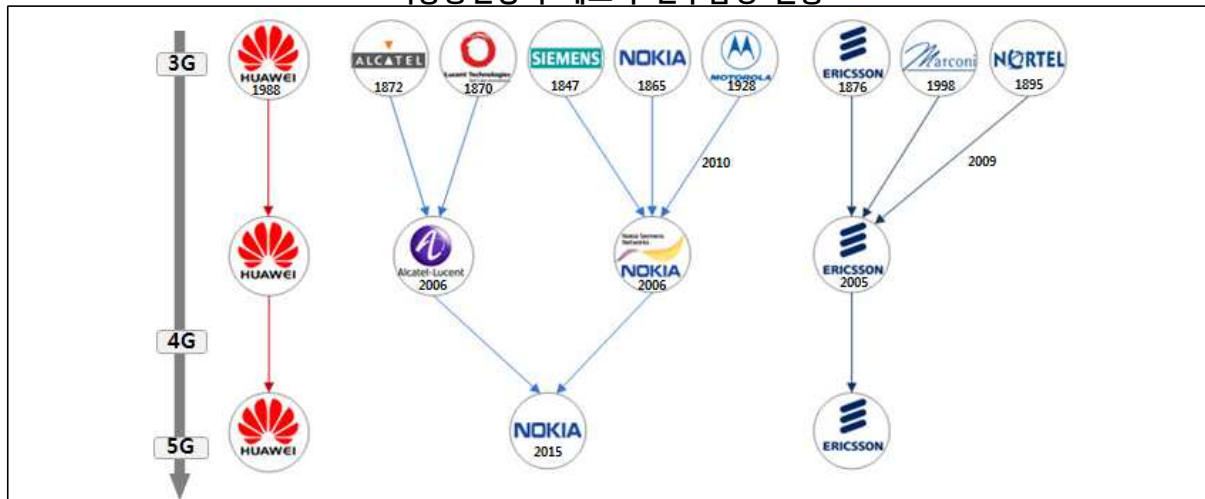 3G
HUAWEI
1988
ALCATEL
1872
Lucent Technologies
1870
SIEMENS
1847
NOKIA
1865
MOTOROLA
1928
ERICSSON
1876
Marconi
1998
NORTEL
1895
2010
2009
HUAWEI
Alcatel-Lucent
2006
Nokia Siemens
Networks
NOKIA
2006
ERICSSON
2005
4G
5G
HUAWEI
NOKIA
2015
ERICSSON